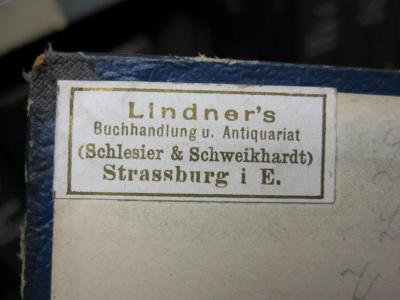 Lindner's
Buchhandlung u. Antiquariat
(Schlesier & Schweikhardt)
Strassburg i E.